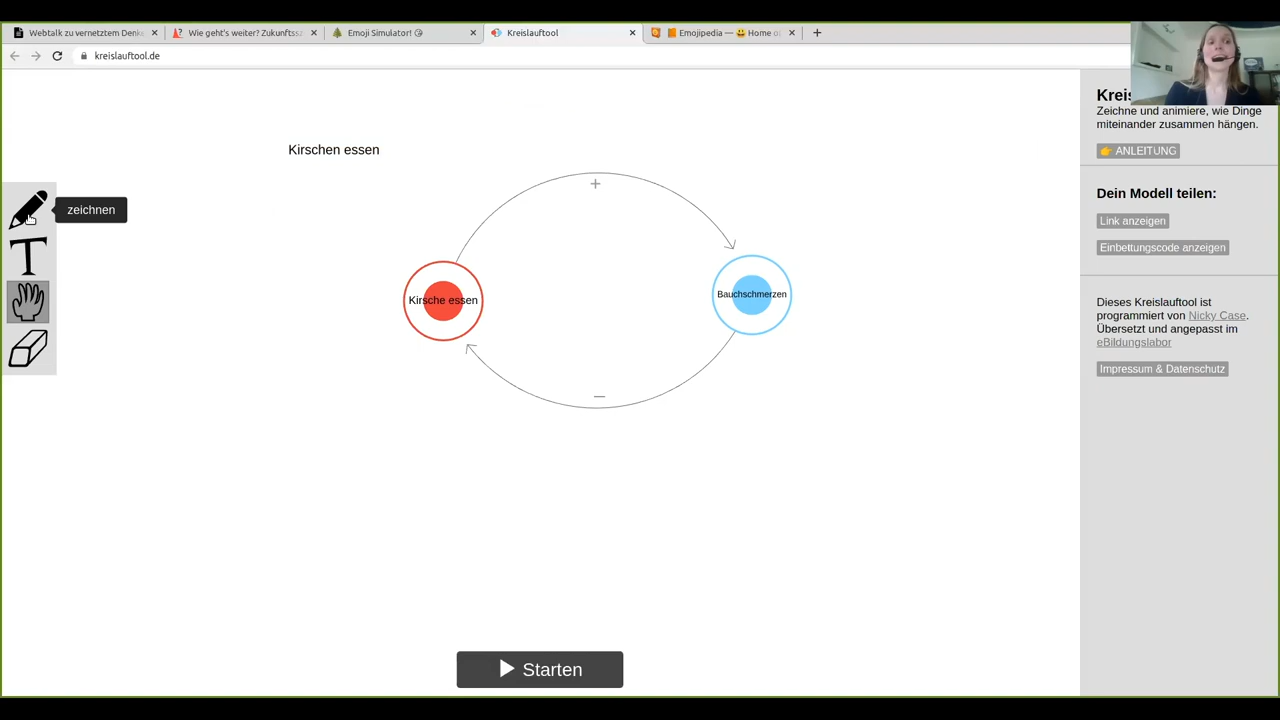 Webtalk zu vernetztem Denk
Wie geht's weiter? Zukunftssz
Emoji Simulator!
Kreislauftool
Emojipedia — 😃 Home o
kreislauftool.de
Kreis
Zeichne und animiere, wie Dinge
miteinander zusammen hängen.
👉 ANLEITUNG
Kirschen essen
+
zeichnen
T
Dein Modell teilen:
Link anzeigen
Einbettungscode anzeigen
Kirsche essen
Bauchschmerzen
Dieses Kreislauftool ist
programmiert von Nicky Case.
Übersetzt und angepasst im
eBildungslabor
Impressum & Datenschutz
–
Starten